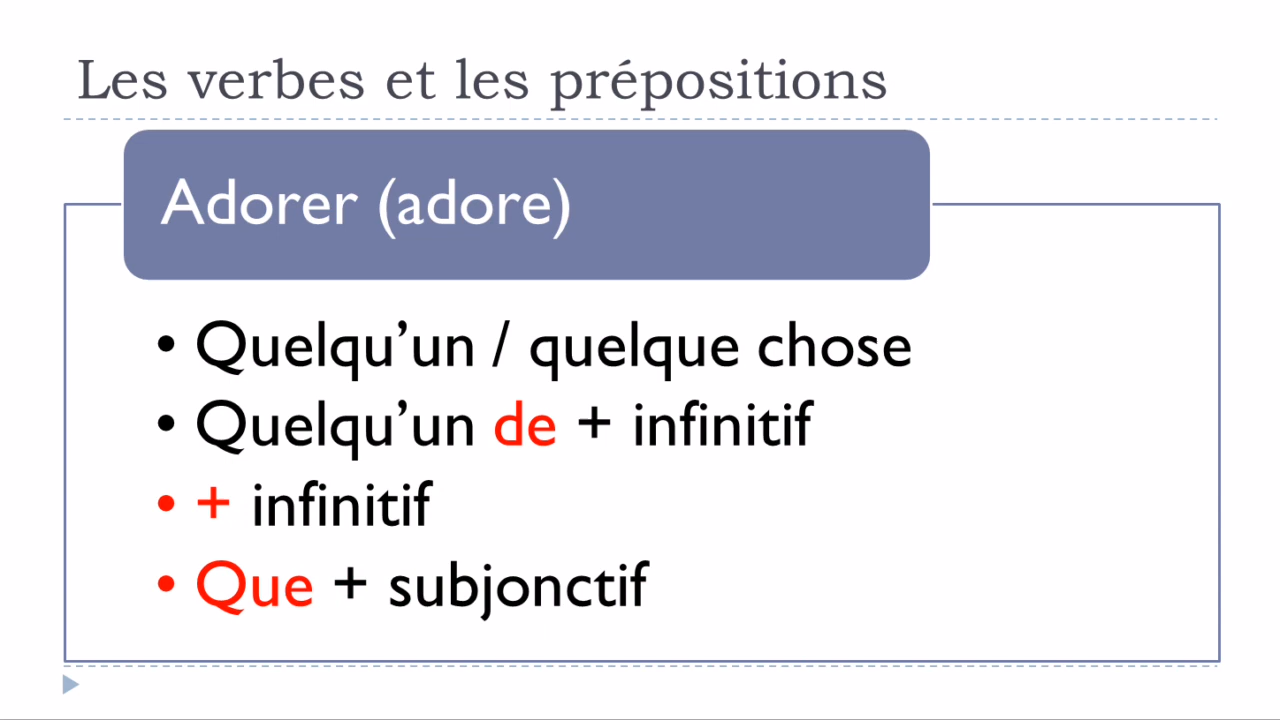 Les verbes et les prépositions
Adorer (adore)
• Quelqu’un / quelque chose
• Quelqu’un de + infinitif
• + infinitif
• Que + subjonctif